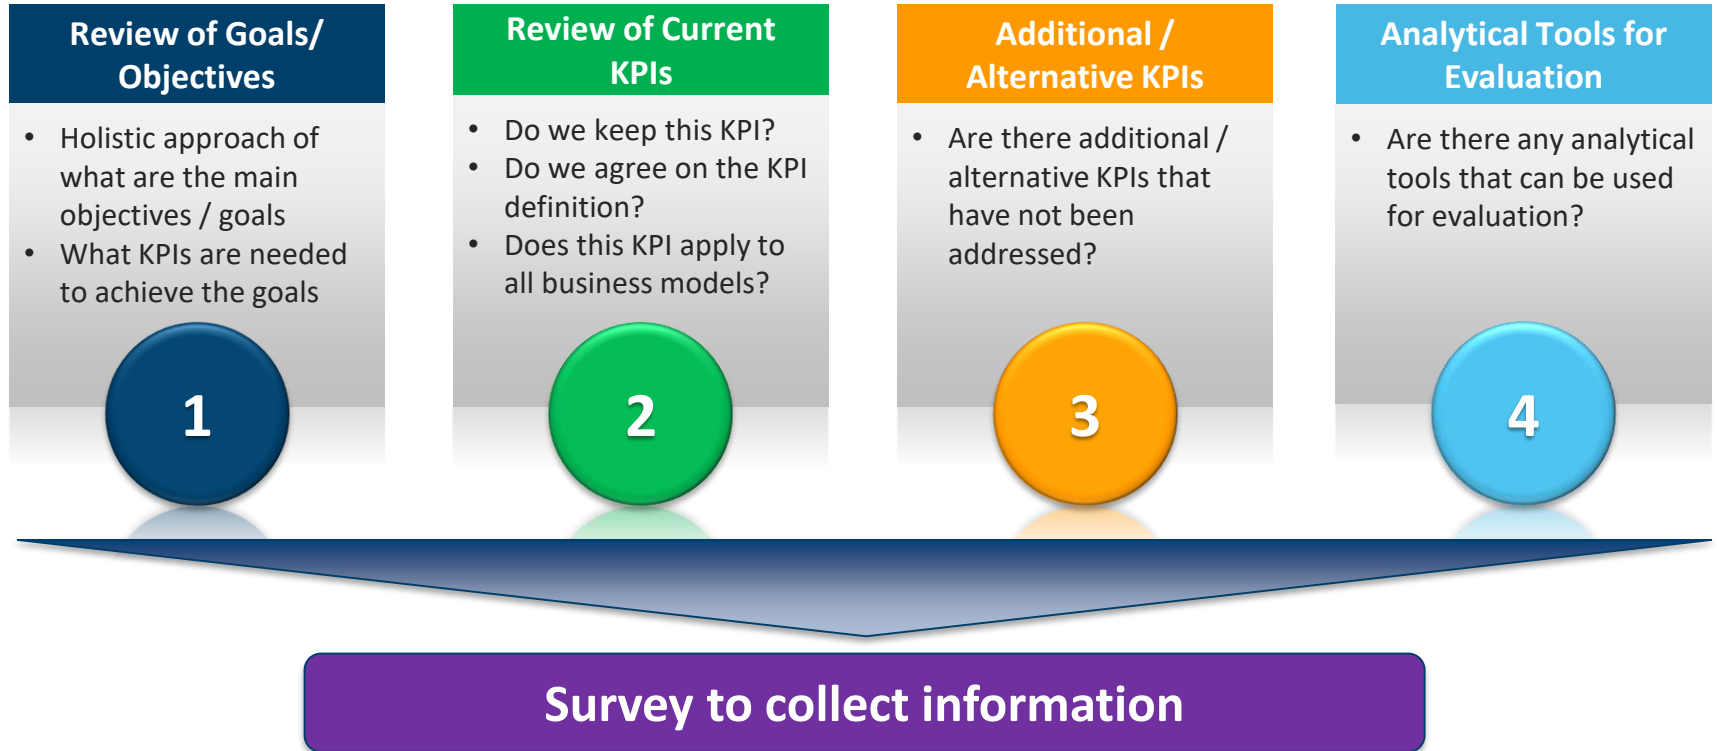 Review of Goals/
Objectives
• Holistic approach of
what are the main
objectives / goals
• What KPIs are needed
to achieve the goals
1
Review of Current
KPIs
• Do we keep this KPI?
• Do we agree on the KPI
definition?
• Does this KPI apply to
all business models?
2
Additional /
Alternative KPIs
• Are there additional /
alternative KPIs that
have not been
addressed?
3
Analytical Tools for
Evaluation
• Are there any analytical
tools that can be used
for evaluation?
4
Survey to collect information